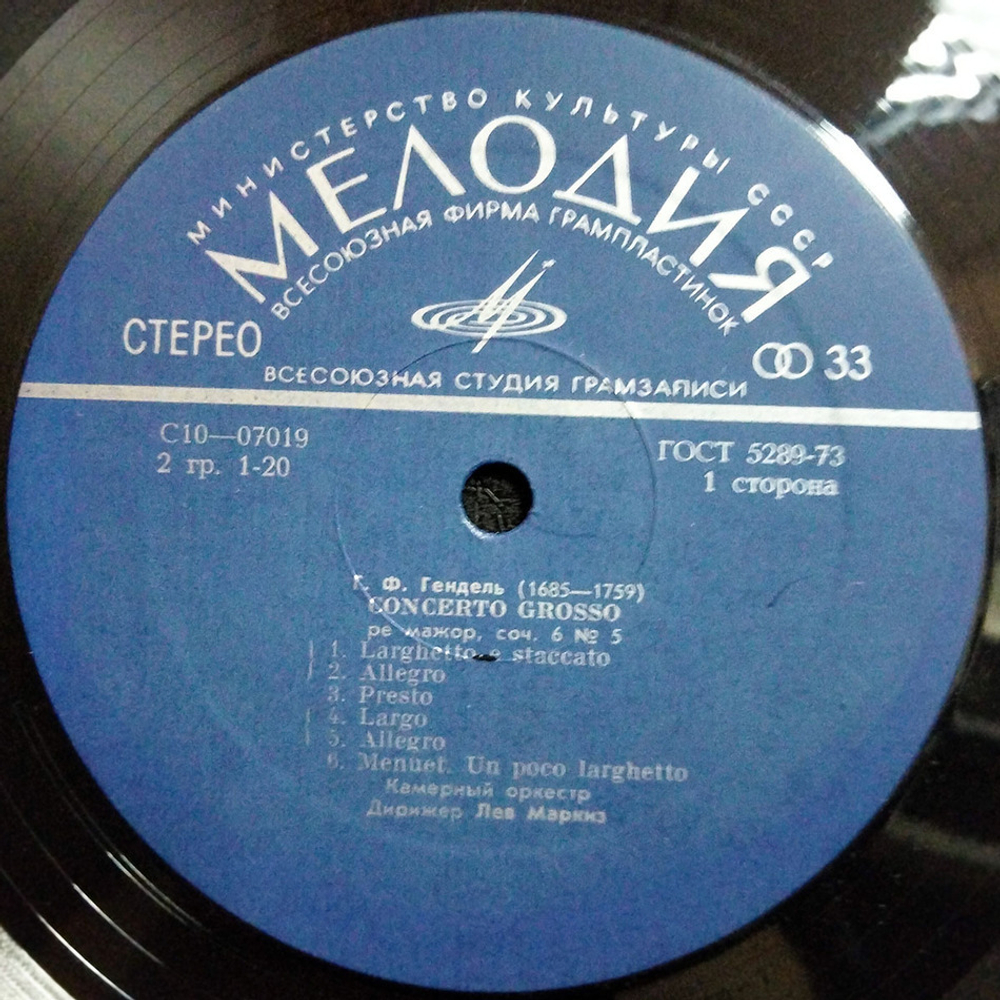 МИНИСТЕРСТВО КУЛЬТУРЫ СССР
МЕЛОДИЯ
ВСЕСОЮЗНАЯ ФИРМА ГРАМПЛАСТИНОК
СТЕРЕО
33
ВСЕСОЮЗНАЯ СТУДИЯ ГРАМЗАПИСИ
С10—07019
ГОСТ 5289-73
2 гр. 1-20
1 сторона
Г. Ф. Гендель (1685—1759)
CONCERTO GROSSO
ре мажор, соч. 6 № 5
1. Larghetto e staccato
2. Allegro
3. Presto
4. Largo
5. Allegro
6. Menuet. Un poco larghetto
Камерный оркестр
Дирижер Лев Маркиз